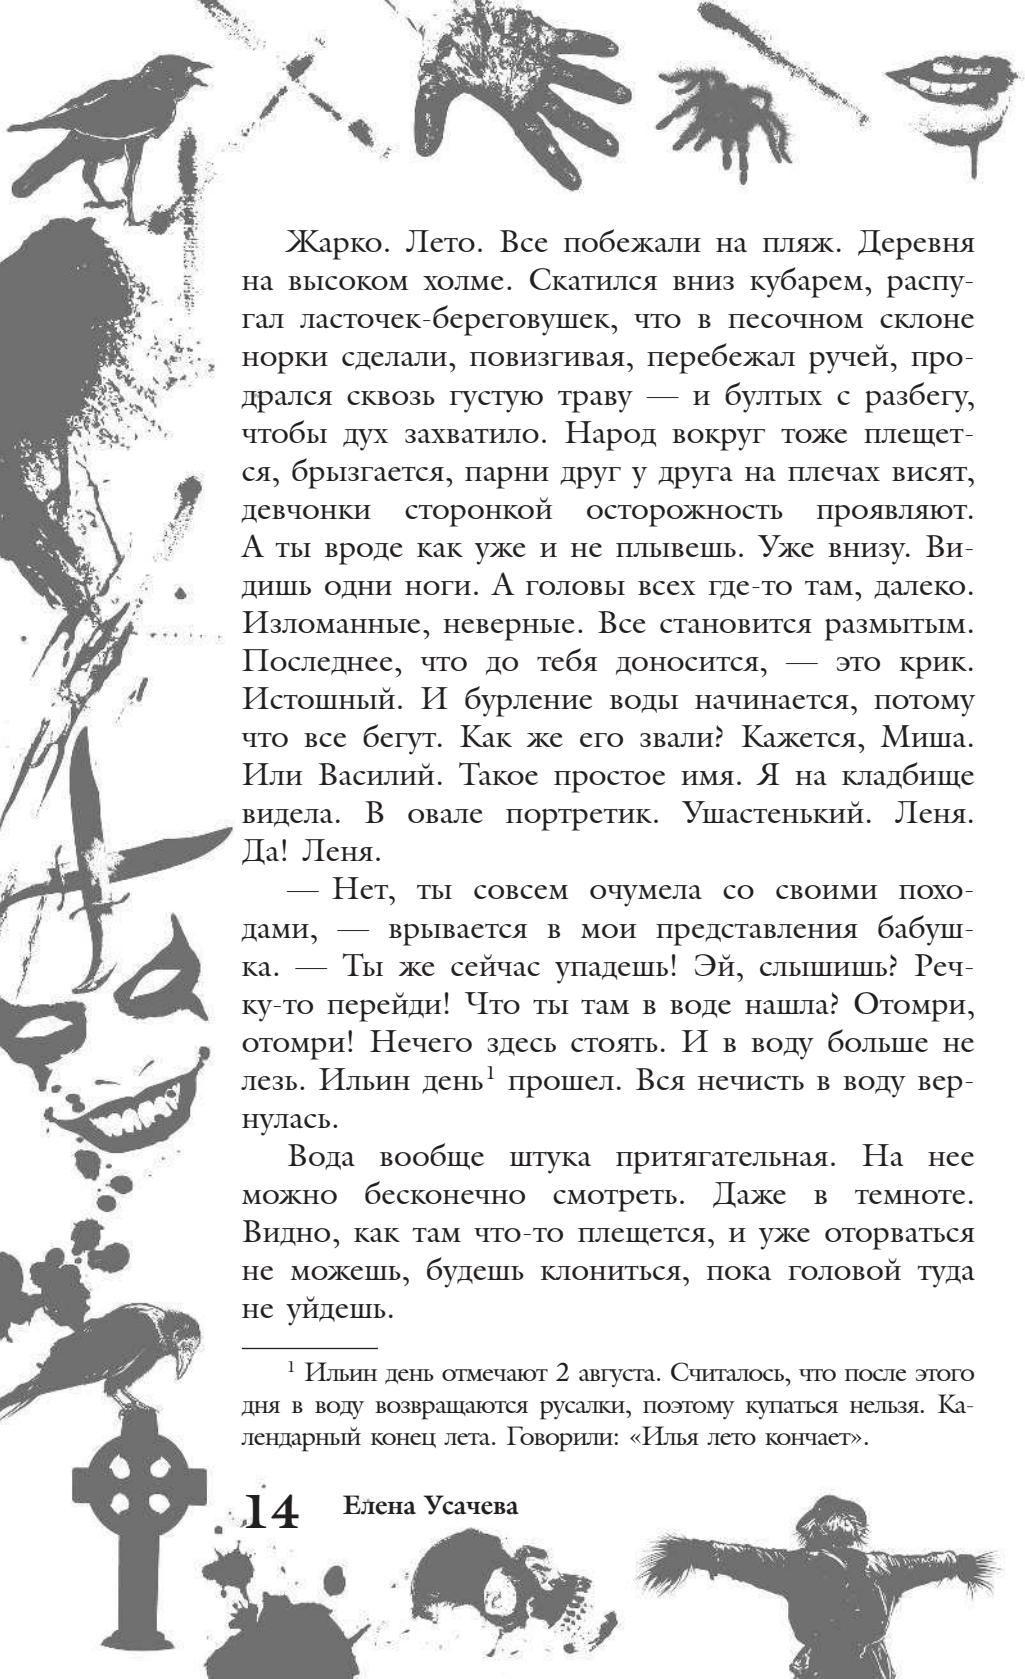 Жарко. Лето. Все побежали на пляж. Деревня
на высоком холме. Скатился вниз кубарем, распу-
гал ласточек-береговушек, что в песочном склоне
норки сделали, повизгивая, перебежал ручей, про-
дрался сквозь густую траву — и бултых с разбегу,
чтобы дух захватило. Народ вокруг тоже плещет-
ся, брызгается, парни друг у друга на плечах висят,
девчонки сторонкой осторожность проявляют.
А ты вроде как уже и не плывешь. Уже внизу. Ви-
дишь одни ноги. А головы всех где-то там, далеко.
Изломанные, неверные. Все становится размытым.
Последнее, что до тебя доносится, — это крик.
Истошный. И бурление воды начинается, потому
что все бегут. Как же его звали? Кажется, Миша.
Или Василий. Такое простое имя. Я на кладбище
видела. В овале портретик. Ушастенький. Леня.
Да! Леня.
— Нет, ты совсем очумела со своими похо-
дами, — врывается в мои представления бабуш-
ка. — Ты же сейчас упадешь! Эй, слышишь? Реч-
ку-то перейди! Что ты там в воде нашла? Отомри,
отомри! Нечего здесь стоять. И в воду больше не
лезь. Ильин день¹ прошел. Вся нечисть в воду вер-
нулась.
Вода вообще штука притягательная. На нее
можно бесконечно смотреть. Даже в темноте.
Видно, как там что-то плещется, и уже оторваться
не можешь, будешь клониться, пока головой туда
не уйдешь.
¹ Ильин день отмечают 2 августа. Считалось, что после этого
дня в воду возвращаются русалки, поэтому купаться нельзя. Ка-
лендарный конец лета. Говорили: «Илья лето кончает».
14 Елена Усачева